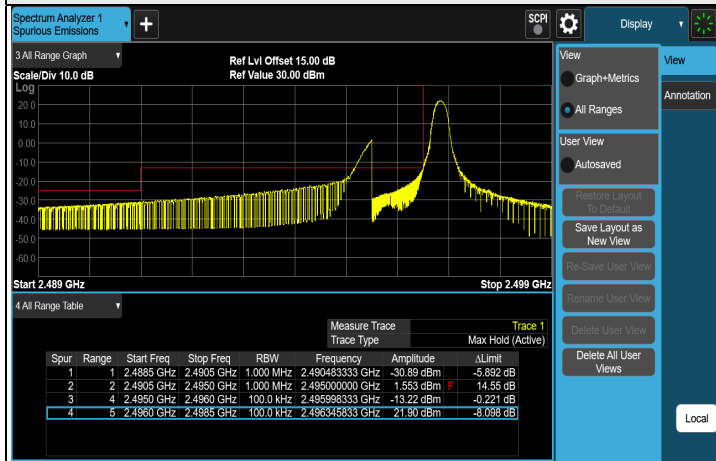 Spectrum Analyzer 1
Spurious Emissions
+
SCPI
Display
3 All Range Graph
Ref Lvl Offset 15.00 dB
Scale/Div 10.0 dB
Ref Value 30.00 dBm
Log
20.0
10.0
0.00
-10.0
-20.0
-30.0
-40.0
-50.0
-60.0
Start 2.489 GHz
Stop 2.499 GHz
4 All Range Table
Measure Trace Trace 1
Trace Type Max Hold (Active)
Spur Range Start Freq Stop Freq RBW Frequency Amplitude ΔLimit
1 1 2.4885 GHz 2.4905 GHz 1.000 MHz 2.490483333 GHz -30.89 dBm -5.892 dB
2 2 2.4905 GHz 2.4950 GHz 1.000 MHz 2.495000000 GHz 1.553 dBm F 14.55 dB
3 4 2.4950 GHz 2.4960 GHz 100.0 kHz 2.495998333 GHz -13.22 dBm -0.221 dB
4 5 2.4960 GHz 2.4985 GHz 100.0 kHz 2.496345833 GHz 21.90 dBm -8.098 dB
View
Graph+Metrics
All Ranges
User View
Autosaved
Restore Layout
To Default
Save Layout as
New View
Re-Save User View
Rename User View
Delete User View
Delete All User
Views
View
Annotation
Local